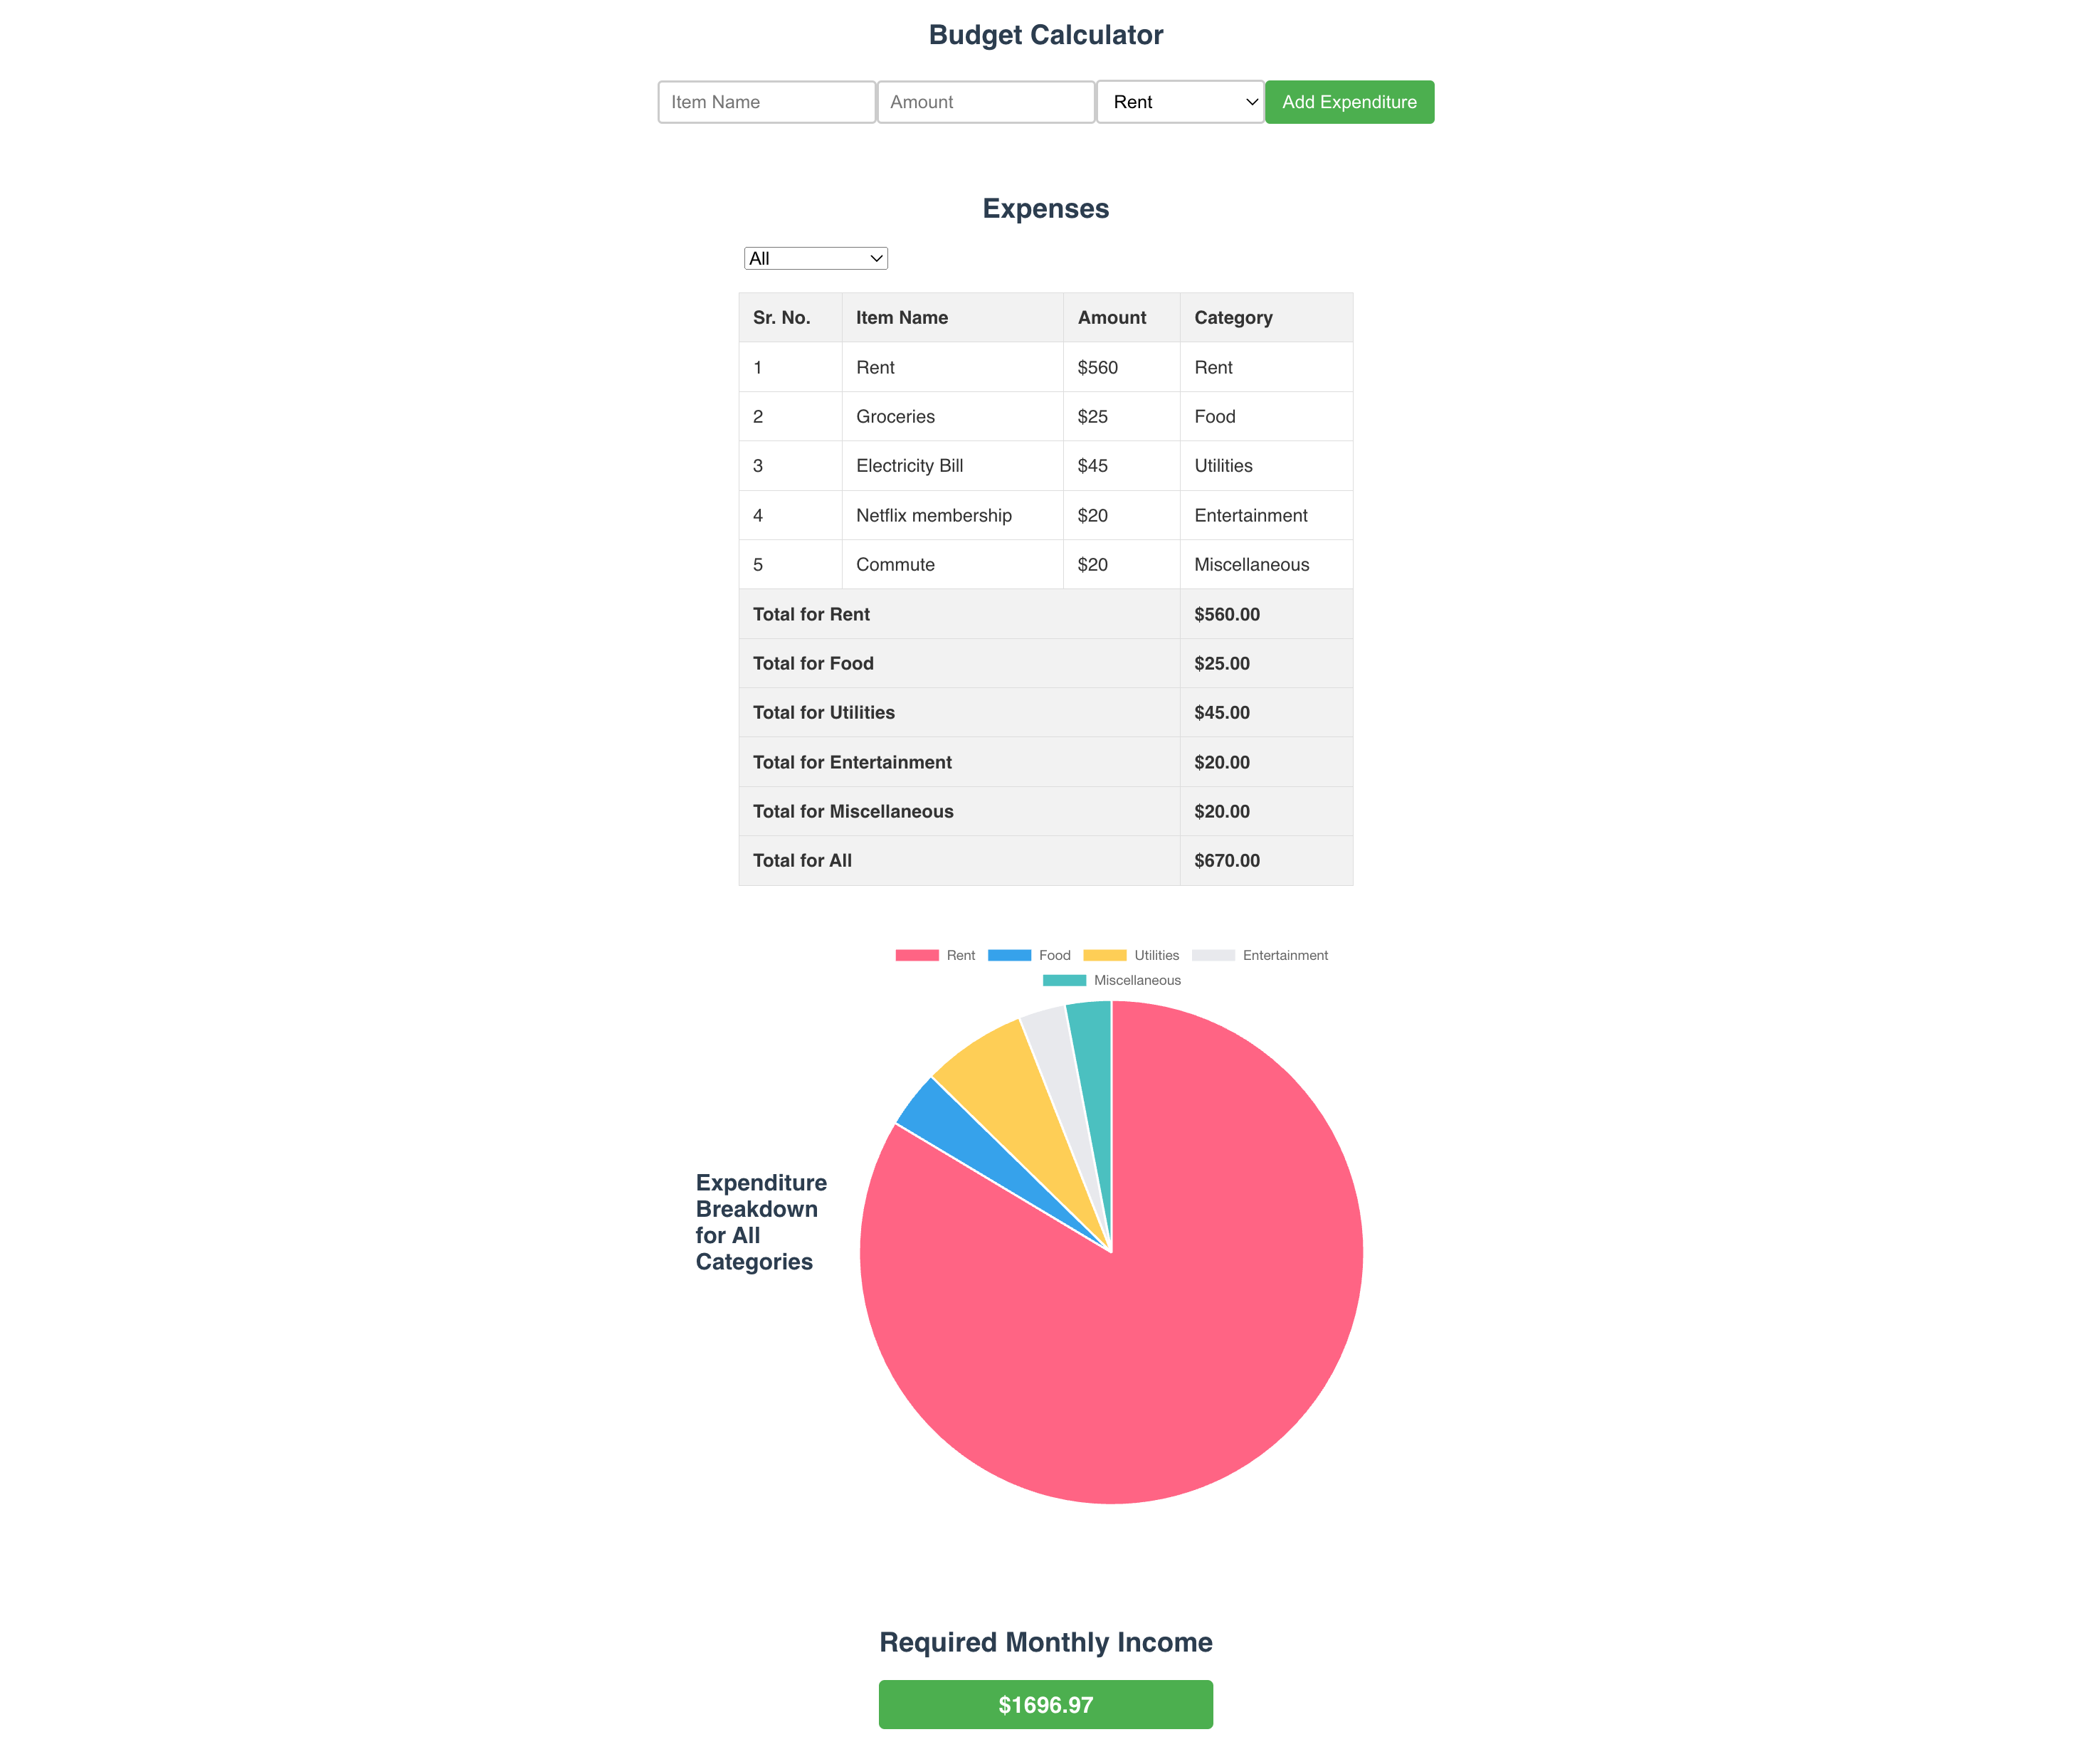 Budget Calculator
Item Name Amount Rent Add Expenditure
Expenses
All
Sr. No. Item Name Amount Category
1 Rent $560 Rent
2 Groceries $25 Food
3 Electricity Bill $45 Utilities
4 Netflix membership $20 Entertainment
5 Commute $20 Miscellaneous
Total for Rent $560.00
Total for Food $25.00
Total for Utilities $45.00
Total for Entertainment $20.00
Total for Miscellaneous $20.00
Total for All $670.00
Rent Food Utilities Entertainment
Miscellaneous
Expenditure
Breakdown
for All
Categories
Required Monthly Income
$1696.97